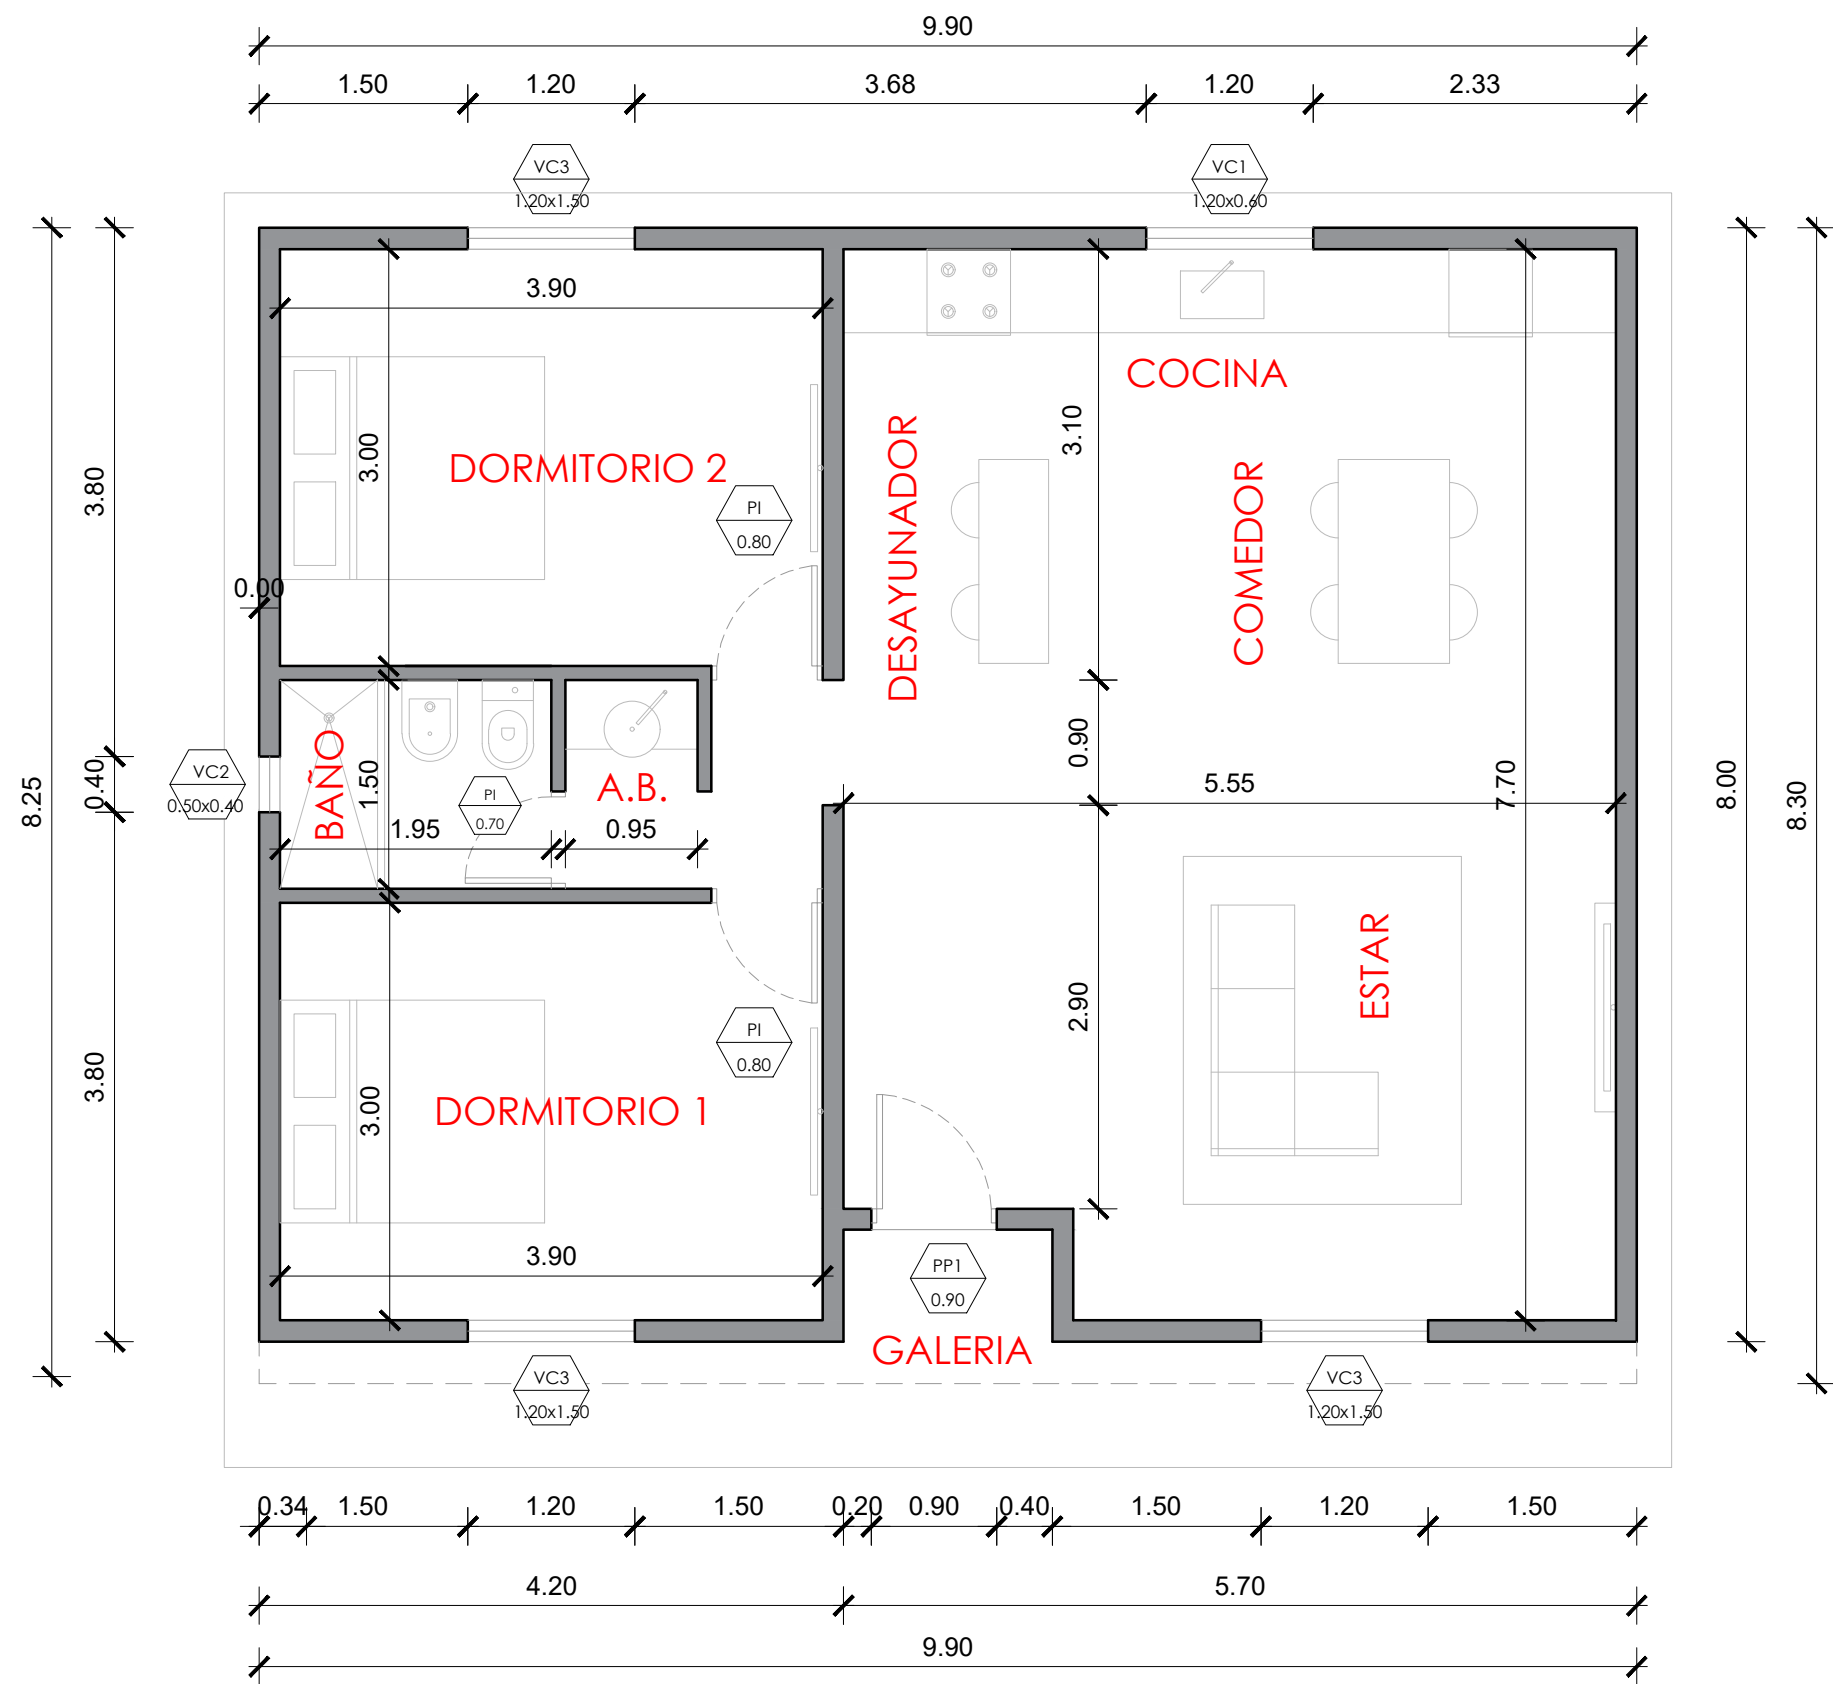 9.90
1.50
1.20
3.68
1.20
2.33
VC3
1.20x1.50
VC1
1.20x0.60
3.90
COCINA
3.00
DORMITORIO 2
DESAYUNADOR
3.10
COMEDOR
PI
0.80
3.80
0.00
BAÑO
1.50
A.B.
PI
0.70
1.95
0.95
0.90
5.55
7.70
VC2
0.50x0.40
0.40
8.25
8.00
8.30
ESTAR
2.90
PI
0.80
3.80
3.00
DORMITORIO 1
3.90
PP1
0.90
GALERIA
VC3
1.20x1.50
VC3
1.20x1.50
0.34
1.50
1.20
1.50
0.20
0.90
0.40
1.50
1.20
1.50
4.20
5.70
9.90